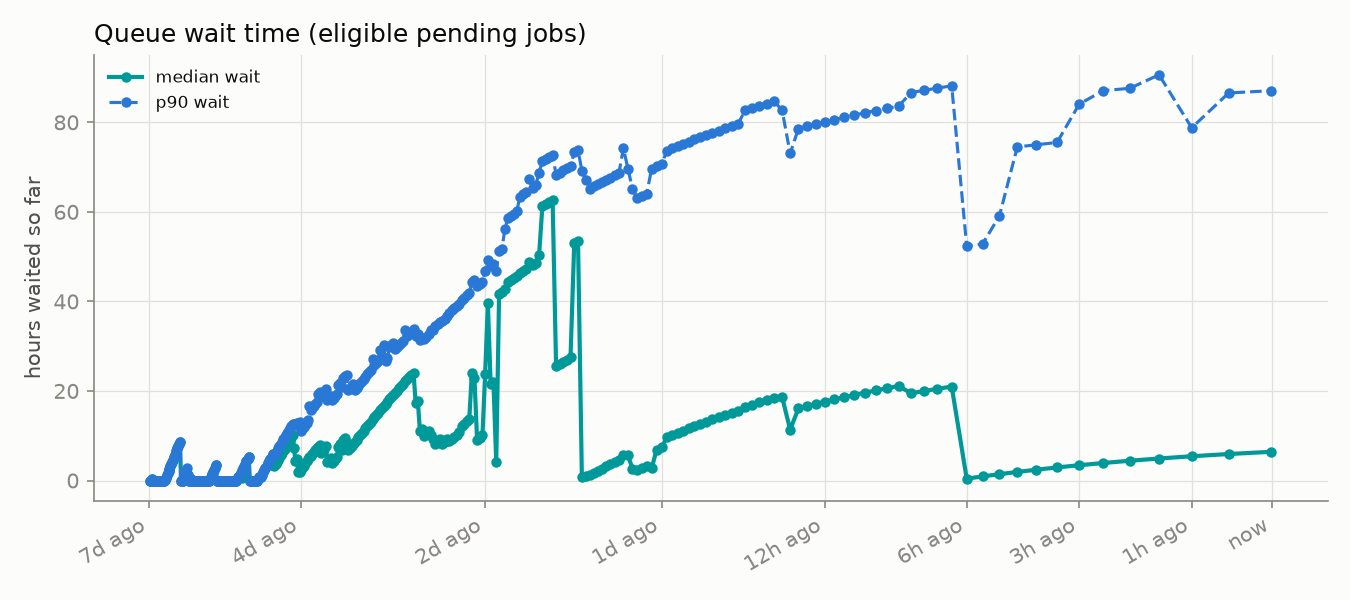 Queue wait time (eligible pending jobs)
median wait
p90 wait
hours waited so far
80
60
40
20
0
7d ago
4d ago
2d ago
1d ago
12h ago
6h ago
3h ago
1h ago
now